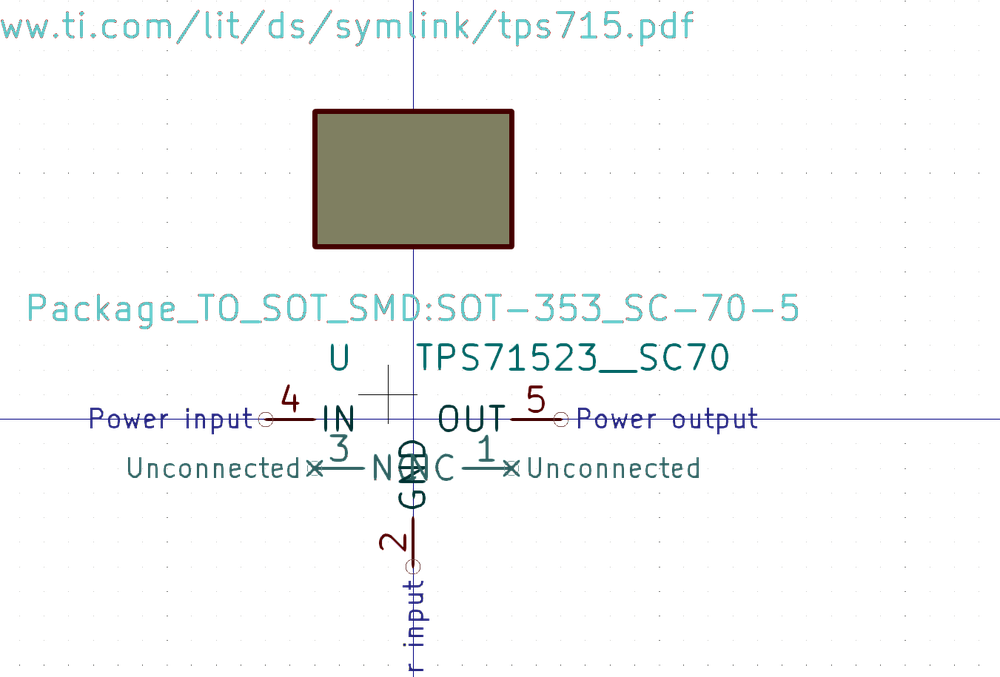 ww.ti.com/lit/ds/symlink/tps715.pdf
Package_TO_SOT_SMD:SOT-353_SC-70-5
U TPS71523__SC70
Power input 4 IN OUT 5 Power output
Unconnected 3 NC NC 1 Unconnected
GND
2
r input